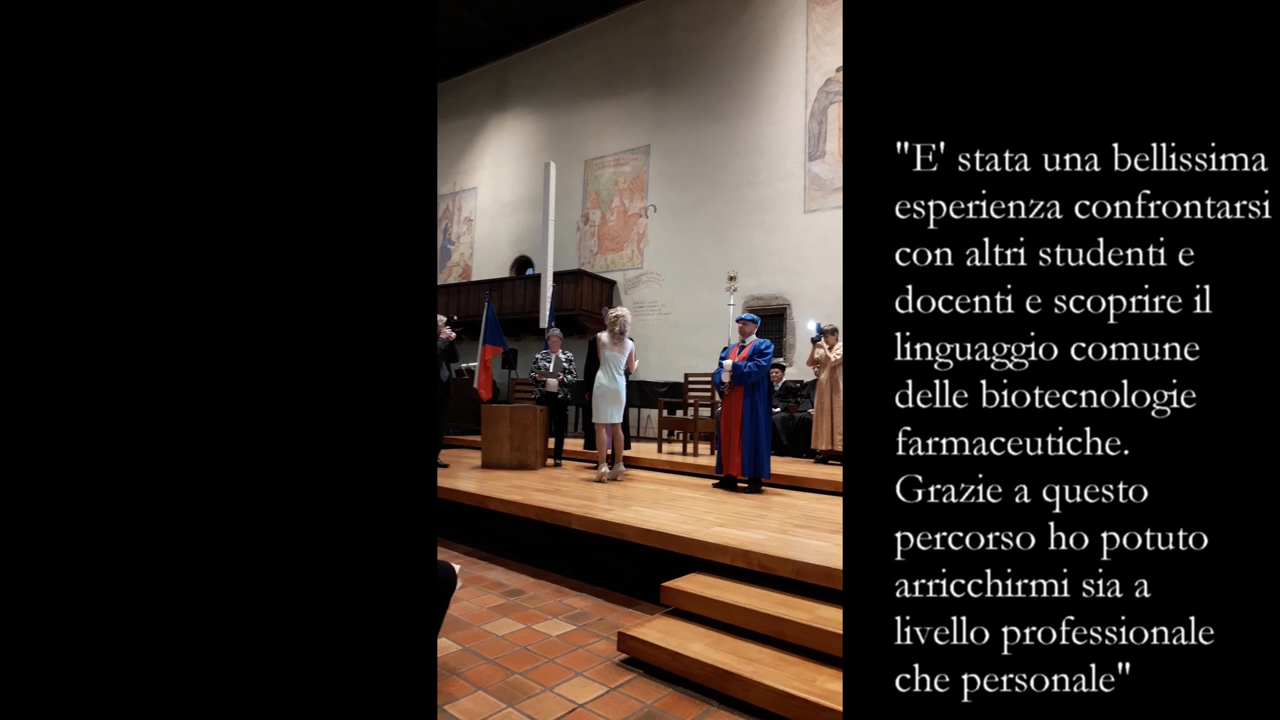 "E' stata una bellissima
esperienza confrontarsi
con altri studenti e
docenti e scoprire il
linguaggio comune
delle biotecnologie
farmaceutiche.
Grazie a questo
percorso ho potuto
arricchirmi sia a
livello professionale
che personale"